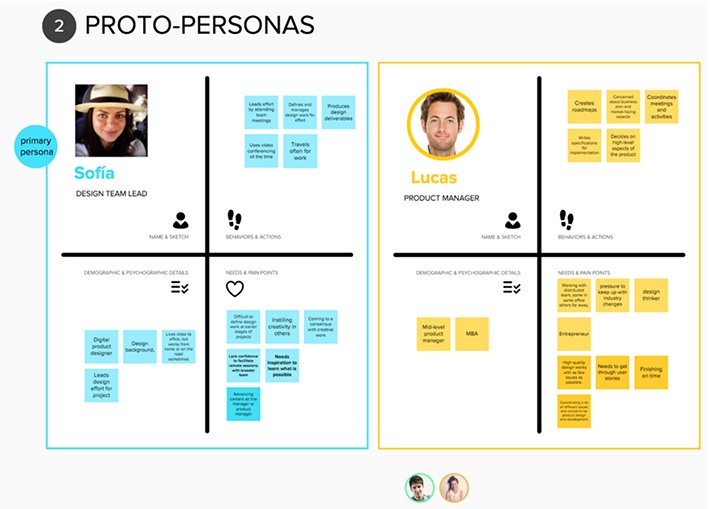 2 PROTO-PERSONAS
primary
persona
Sofía
DESIGN TEAM LEAD
NAME & SKETCH
Leads effort
by attending
team
meetings
Defines and
manages design
work for effort
Produces
design
deliverables
Uses video
conferencing
all the time
Travels
often for
work
BEHAVIORS & ACTIONS
DEMOGRAPHIC & PSYCHOGRAPHIC DETAILS
Digital
product
designer
Design
background,
Lives close to
office, but
works from
home or on the
road sometimes
Leads
design
effort for
project
NEEDS & PAIN POINTS
Difficult to
define design
work at earlier
stages of
projects
Instilling
creativity in
others
Coming to a
consensus
with creative
work
Lack confidence
to facilitate
remote sessions
with broader
team
Needs
inspiration to
learn what is
possible
Advancing
careers as line
manager or
product
manager
Lucas
PRODUCT MANAGER
NAME & SKETCH
Creates
roadmaps
Concerned
about business
plan and
market-facing
aspects
Coordinates
meetings
and
activities
Writes
specifications for
implementation
Decides on
high-level
aspects of
the product
BEHAVIORS & ACTIONS
DEMOGRAPHIC & PSYCHOGRAPHIC DETAILS
Mid-level
product
manager
MBA
NEEDS & PAIN POINTS
Working with
distributed
team, some in
same office
others far away.
pressure to
keep up with
industry
changes
design
thinker
Entrepreneur
High quality
design works
with as few
issues as
possible.
Needs to get
through user
stories
Finishing
on time
Coordinating a lot
of different issues
and concerns for
product design
and development